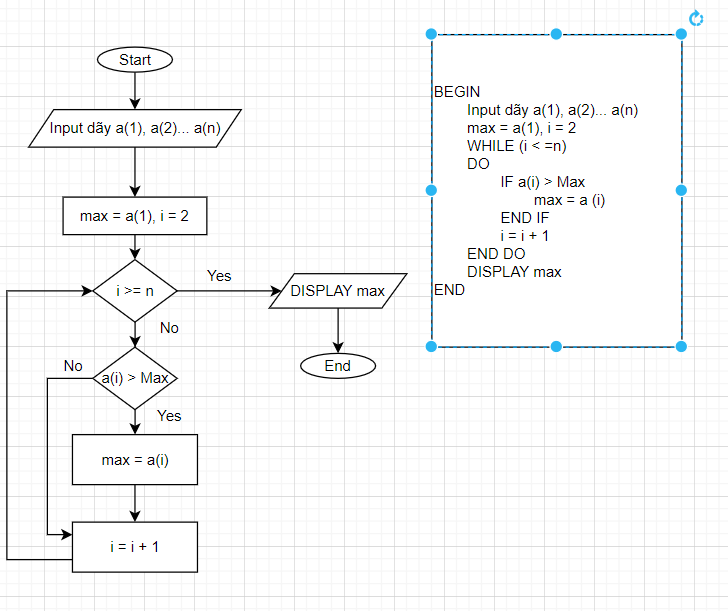 Start
Input dãy a(1), a(2)... a(n)
max = a(1), i = 2
i >= n
Yes
DISPLAY max
End
No
a(i) > Max
No
Yes
max = a(i)
i = i + 1
BEGIN
Input dãy a(1), a(2)... a(n)
max = a(1), i = 2
WHILE (i < =n)
DO
IF a(i) > Max
max = a (i)
END IF
i = i + 1
END DO
DISPLAY max
END